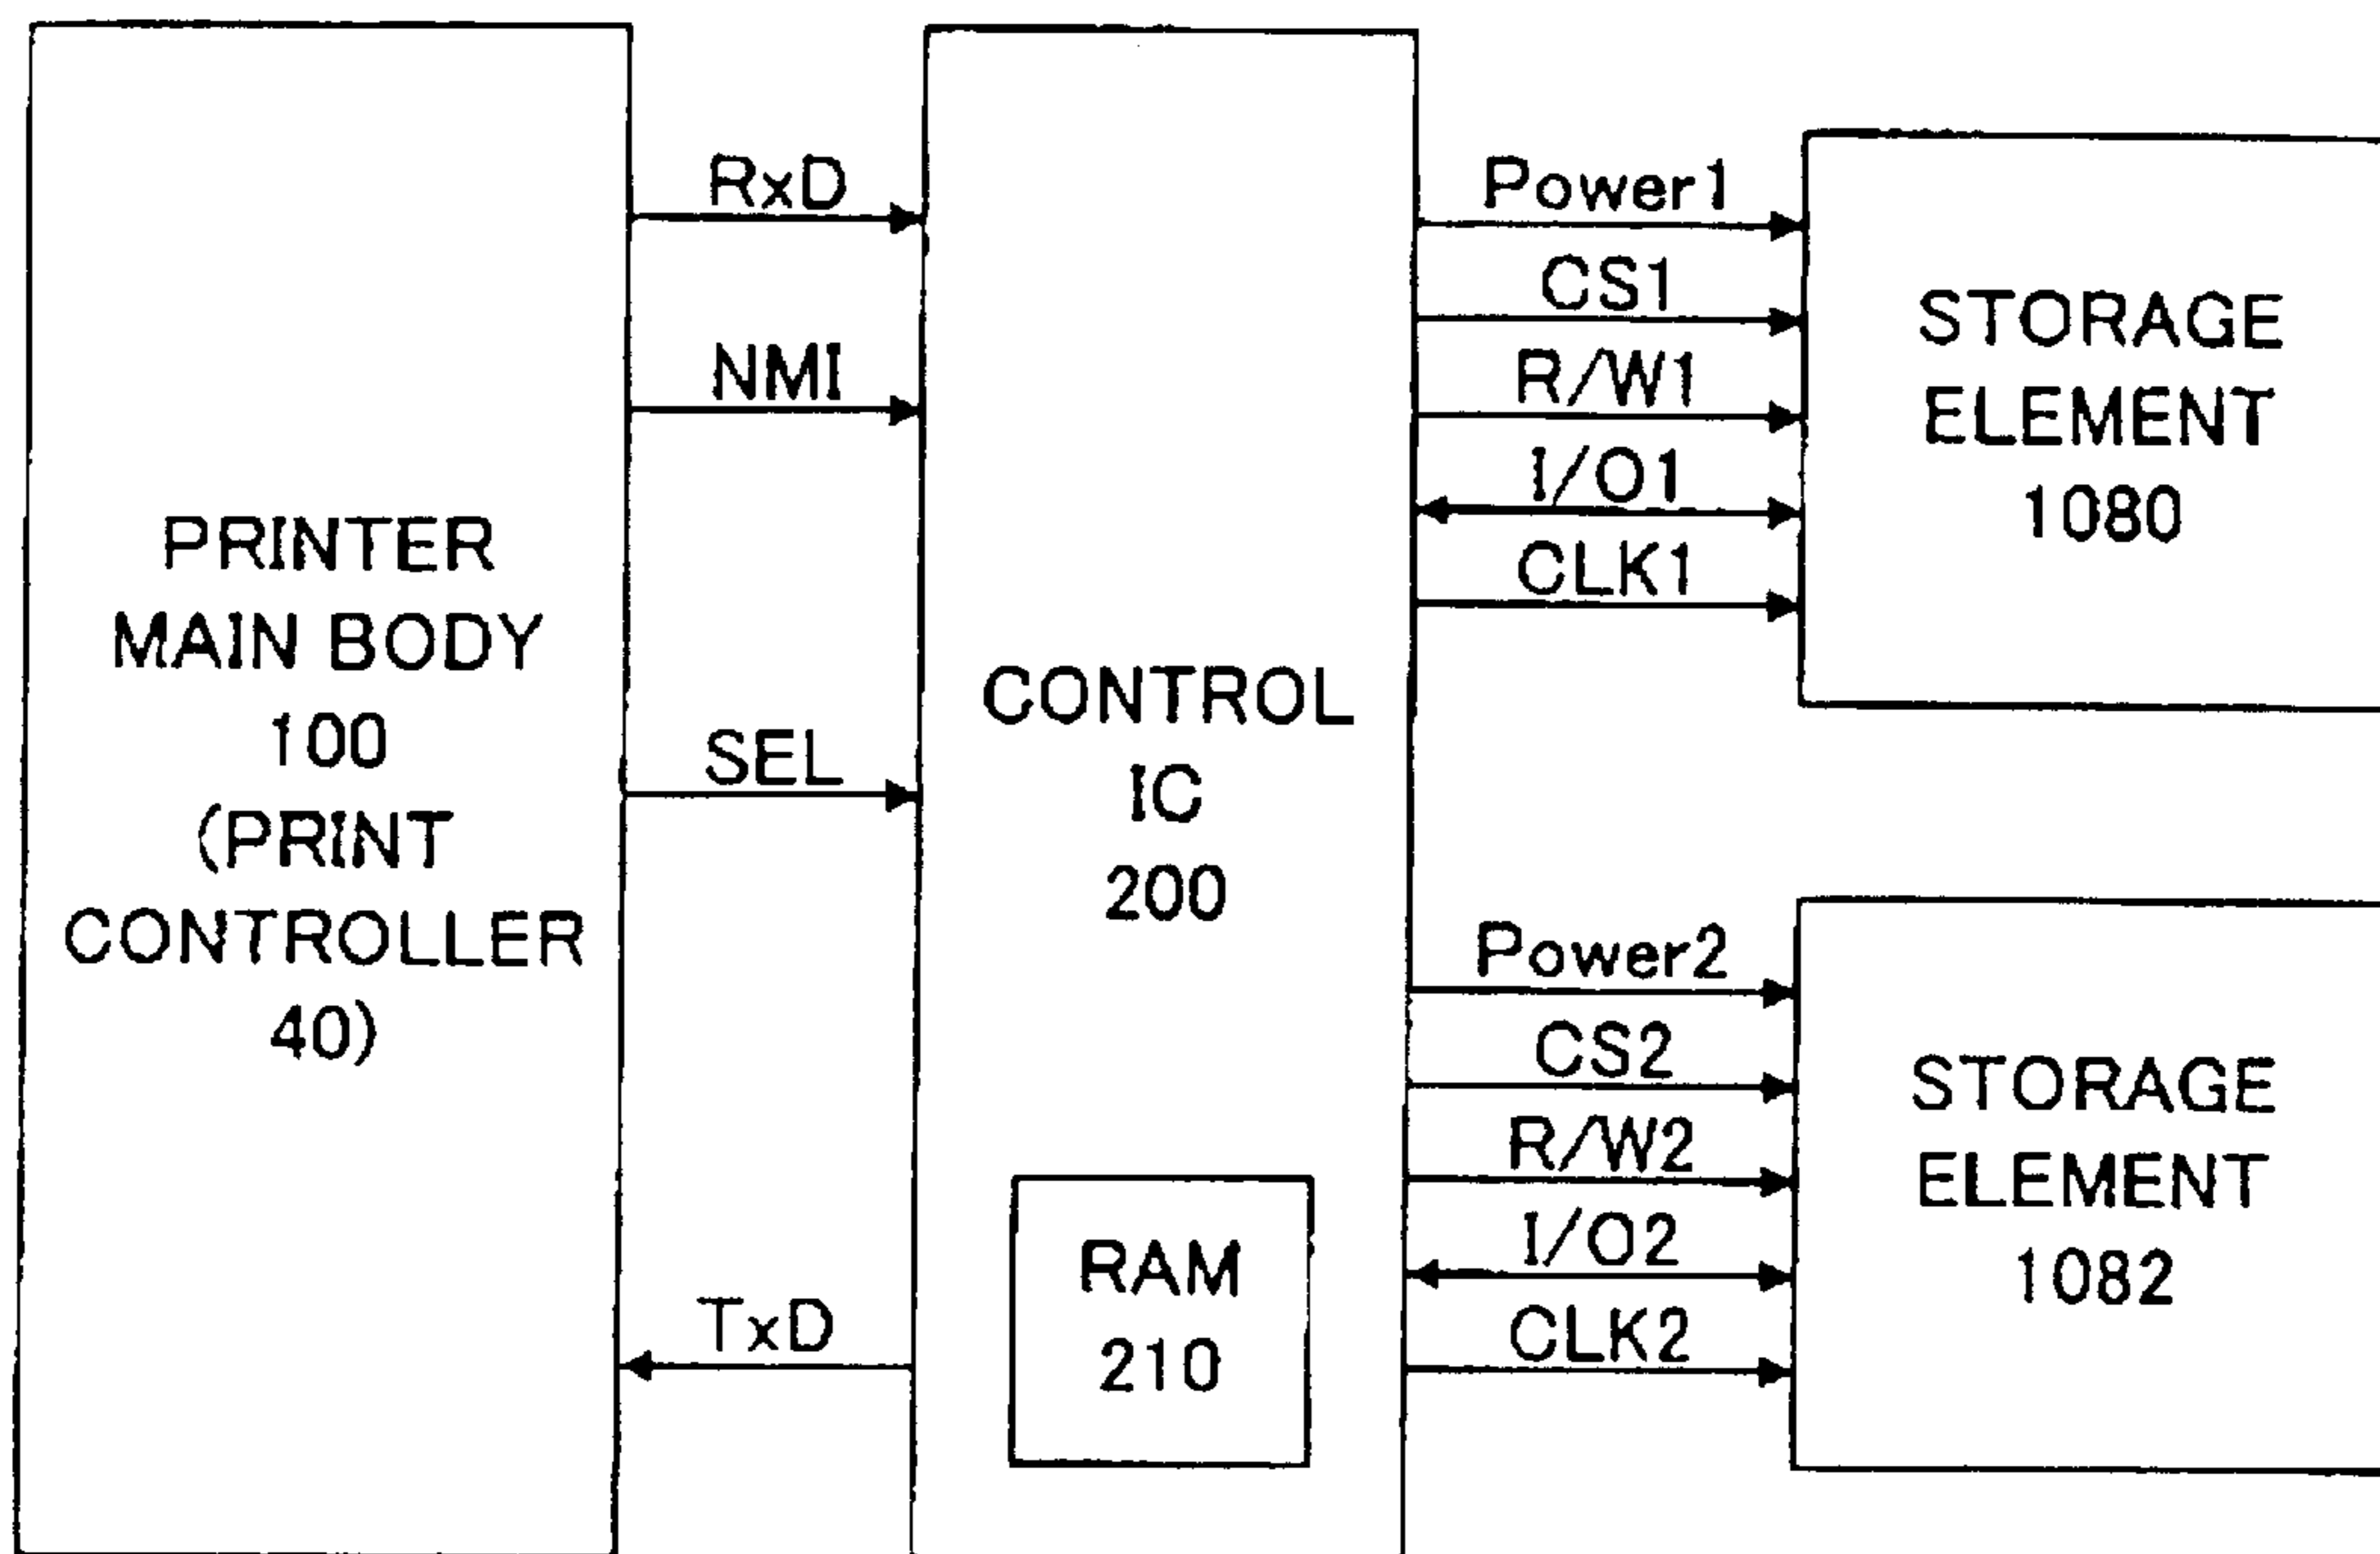 PRINTER
MAIN BODY
100
(PRINT
CONTROLLER
40)
RxD
NMI
SEL
TxD
CONTROL
IC
200
RAM
210
Power1
CS1
R/W1
I/O1
CLK1
STORAGE
ELEMENT
1080
Power2
CS2
R/W2
I/O2
CLK2
STORAGE
ELEMENT
1082